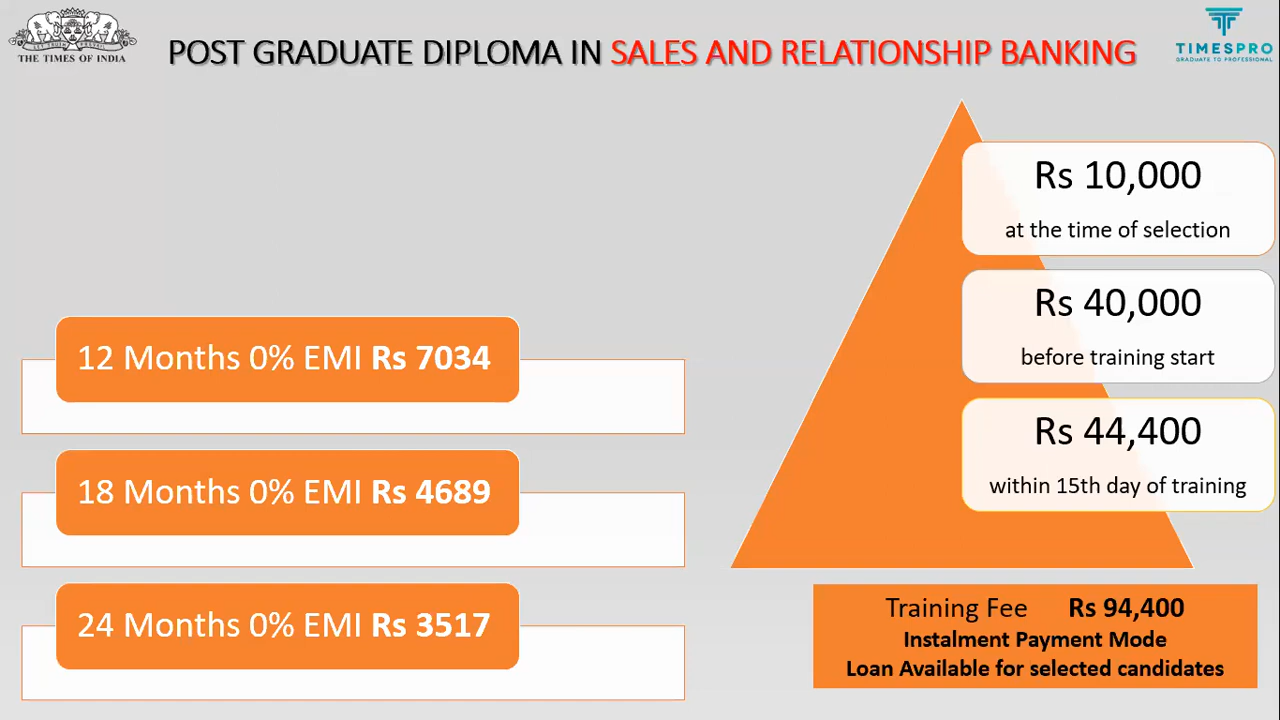 THE TIMES OF INDIA
POST GRADUATE DIPLOMA IN SALES AND RELATIONSHIP BANKING
TIMESPRO
GRADUATE TO PROFESSIONAL
12 Months 0% EMI Rs 7034
18 Months 0% EMI Rs 4689
24 Months 0% EMI Rs 3517
Rs 10,000
at the time of selection
Rs 40,000
before training start
Rs 44,400
within 15th day of training
Training Fee Rs 94,400
Instalment Payment Mode
Loan Available for selected candidates